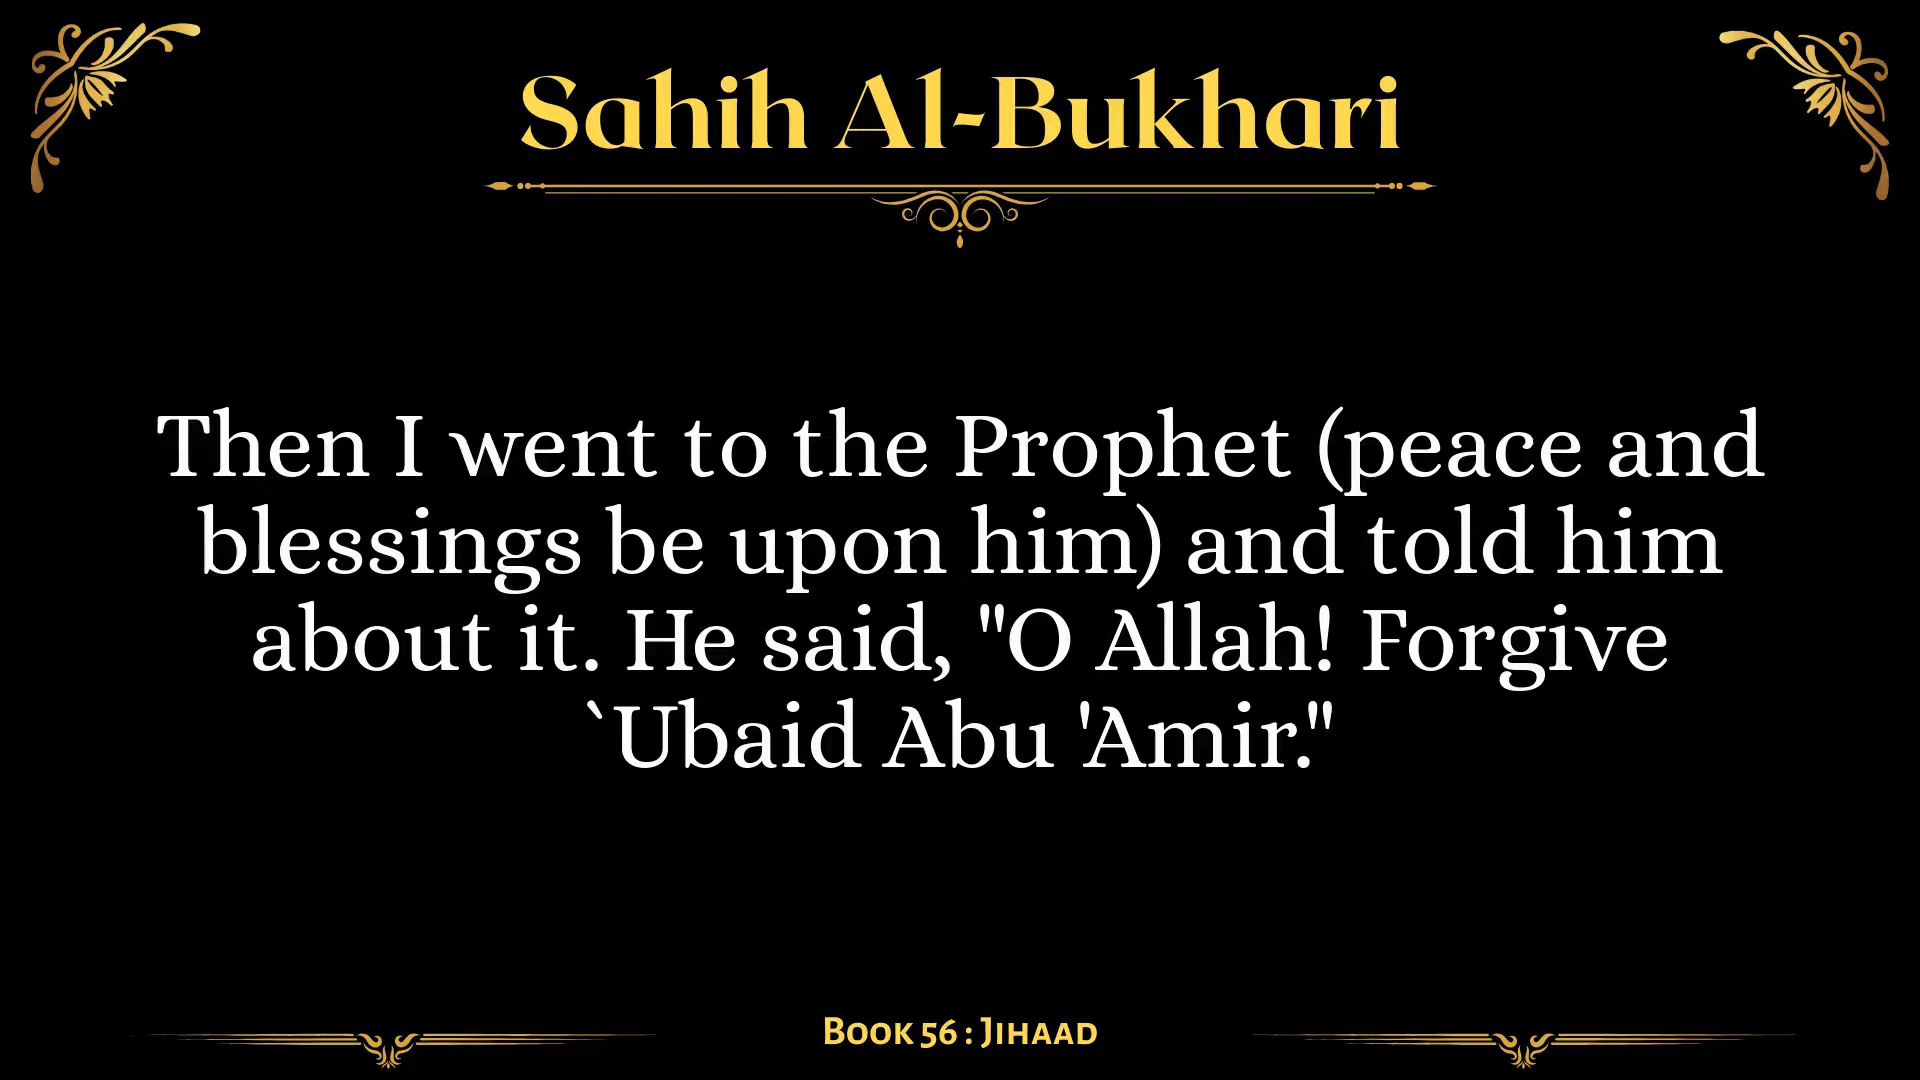 Sahih Al-Bukhari
Then I went to the Prophet (peace and
blessings be upon him) and told him
about it. He said, "O Allah! Forgive
`Ubaid Abu 'Amir."
Book 56 : Jihaad